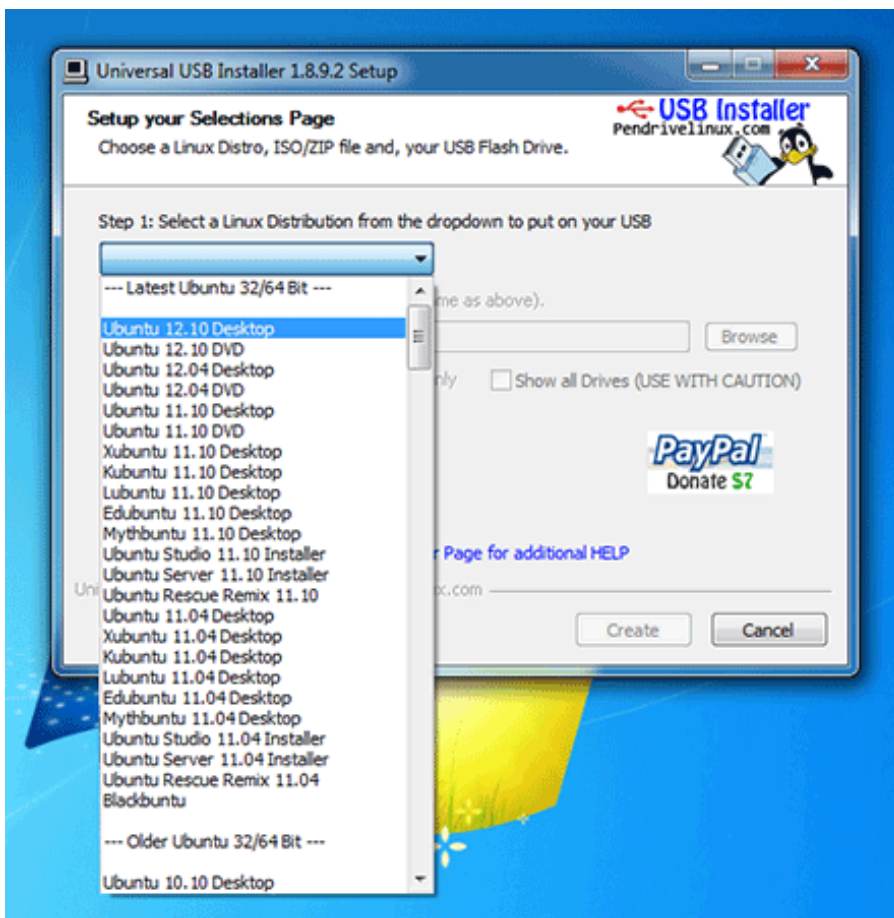 Universal USB Installer 1.8.9.2 Setup
Setup your Selections Page
Choose a Linux Distro, ISO/ZIP file and, your USB Flash Drive.
USB Installer
Pendrivelinux.com
Step 1: Select a Linux Distribution from the dropdown to put on your USB
--- Latest Ubuntu 32/64 Bit ---
as above).
Ubuntu 12.10 Desktop
Browse
Ubuntu 12.10 DVD
Ubuntu 12.04 Desktop
Show all Drives (USE WITH CAUTION)
Ubuntu 12.04 DVD
Ubuntu 11.10 Desktop
Ubuntu 11.10 DVD
Xubuntu 11.10 Desktop
PayPal
Kubuntu 11.10 Desktop
Donate $7
Lubuntu 11.10 Desktop
Edubuntu 11.10 Desktop
Mythbuntu 11.10 Desktop
Ubuntu Studio 11.10 Installer
Page for additional HELP
Ubuntu Server 11.10 Installer
Ubuntu Rescue Remix 11.10
Ubuntu 11.04 Desktop
Xubuntu 11.04 Desktop
Create
Cancel
Kubuntu 11.04 Desktop
Lubuntu 11.04 Desktop
Edubuntu 11.04 Desktop
Mythbuntu 11.04 Desktop
Ubuntu Studio 11.04 Installer
Ubuntu Server 11.04 Installer
Ubuntu Rescue Remix 11.04
Blackbuntu
--- Older Ubuntu 32/64 Bit ---
Ubuntu 10.10 Desktop